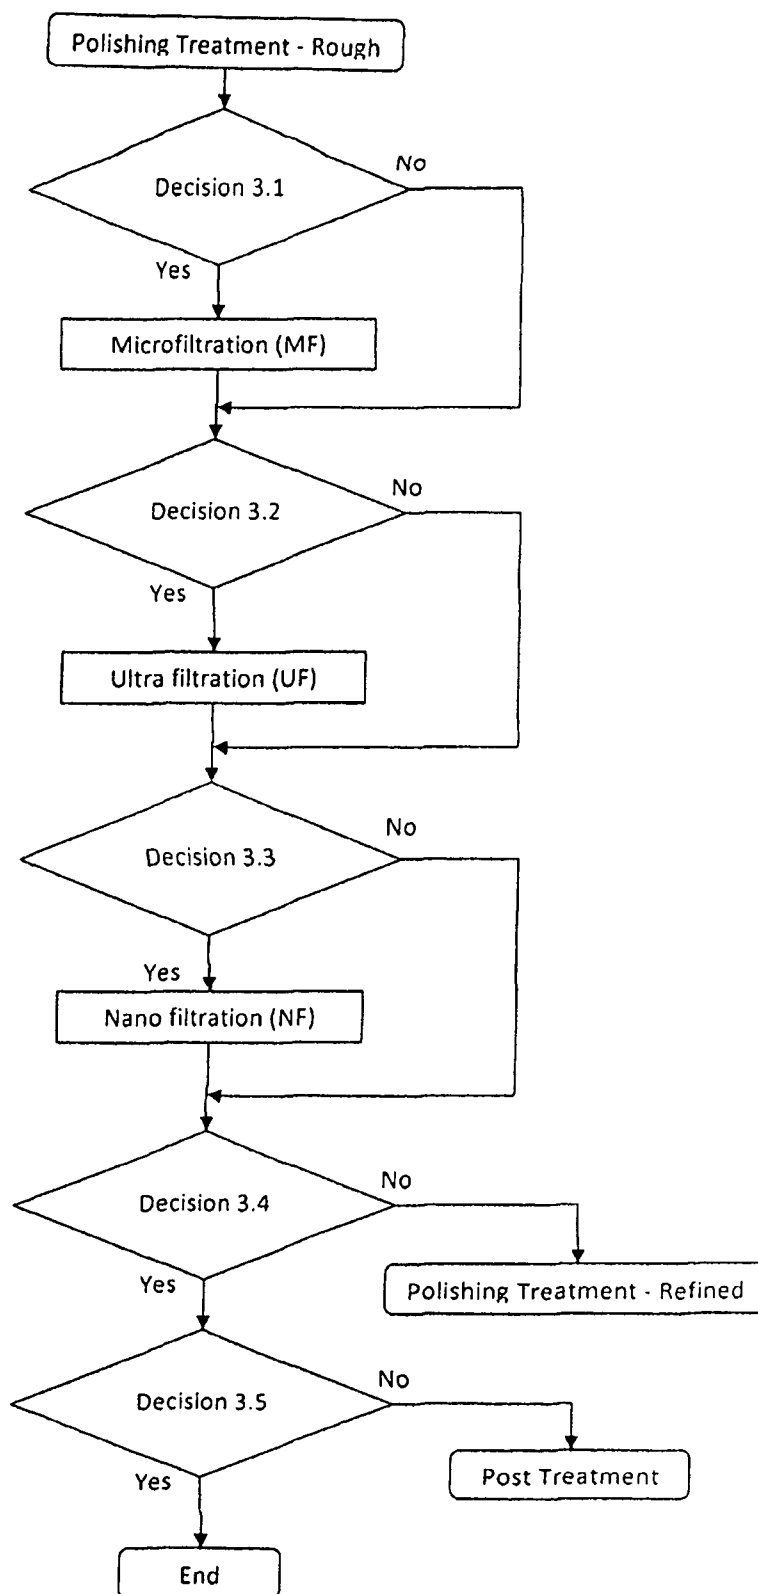 Polishing Treatment - Rough
Decision 3.1
No
Yes
Microfiltration (MF)
Decision 3.2
No
Yes
Ultra filtration (UF)
Decision 3.3
No
Yes
Nano filtration (NF)
Decision 3.4
No
Yes
Polishing Treatment - Refined
Decision 3.5
No
Yes
Post Treatment
End